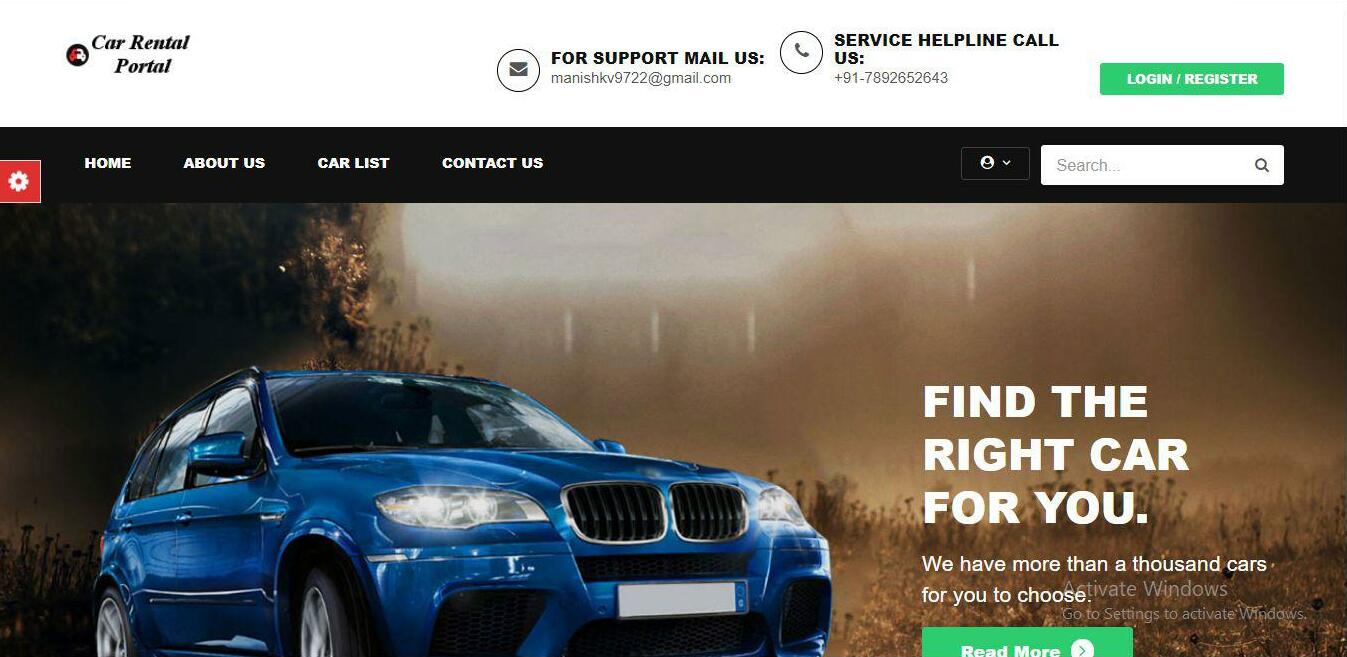 Car Rental
Portal
FOR SUPPORT MAIL US:
manishkv9722@gmail.com
SERVICE HELPLINE CALL
US:
+91-7892652643
LOGIN / REGISTER
HOME
ABOUT US
CAR LIST
CONTACT US
Search...
FIND THE
RIGHT CAR
FOR YOU.
We have more than a thousand cars
for you to choose.
Activate Windows
Go to Settings to activate Windows.
Read More